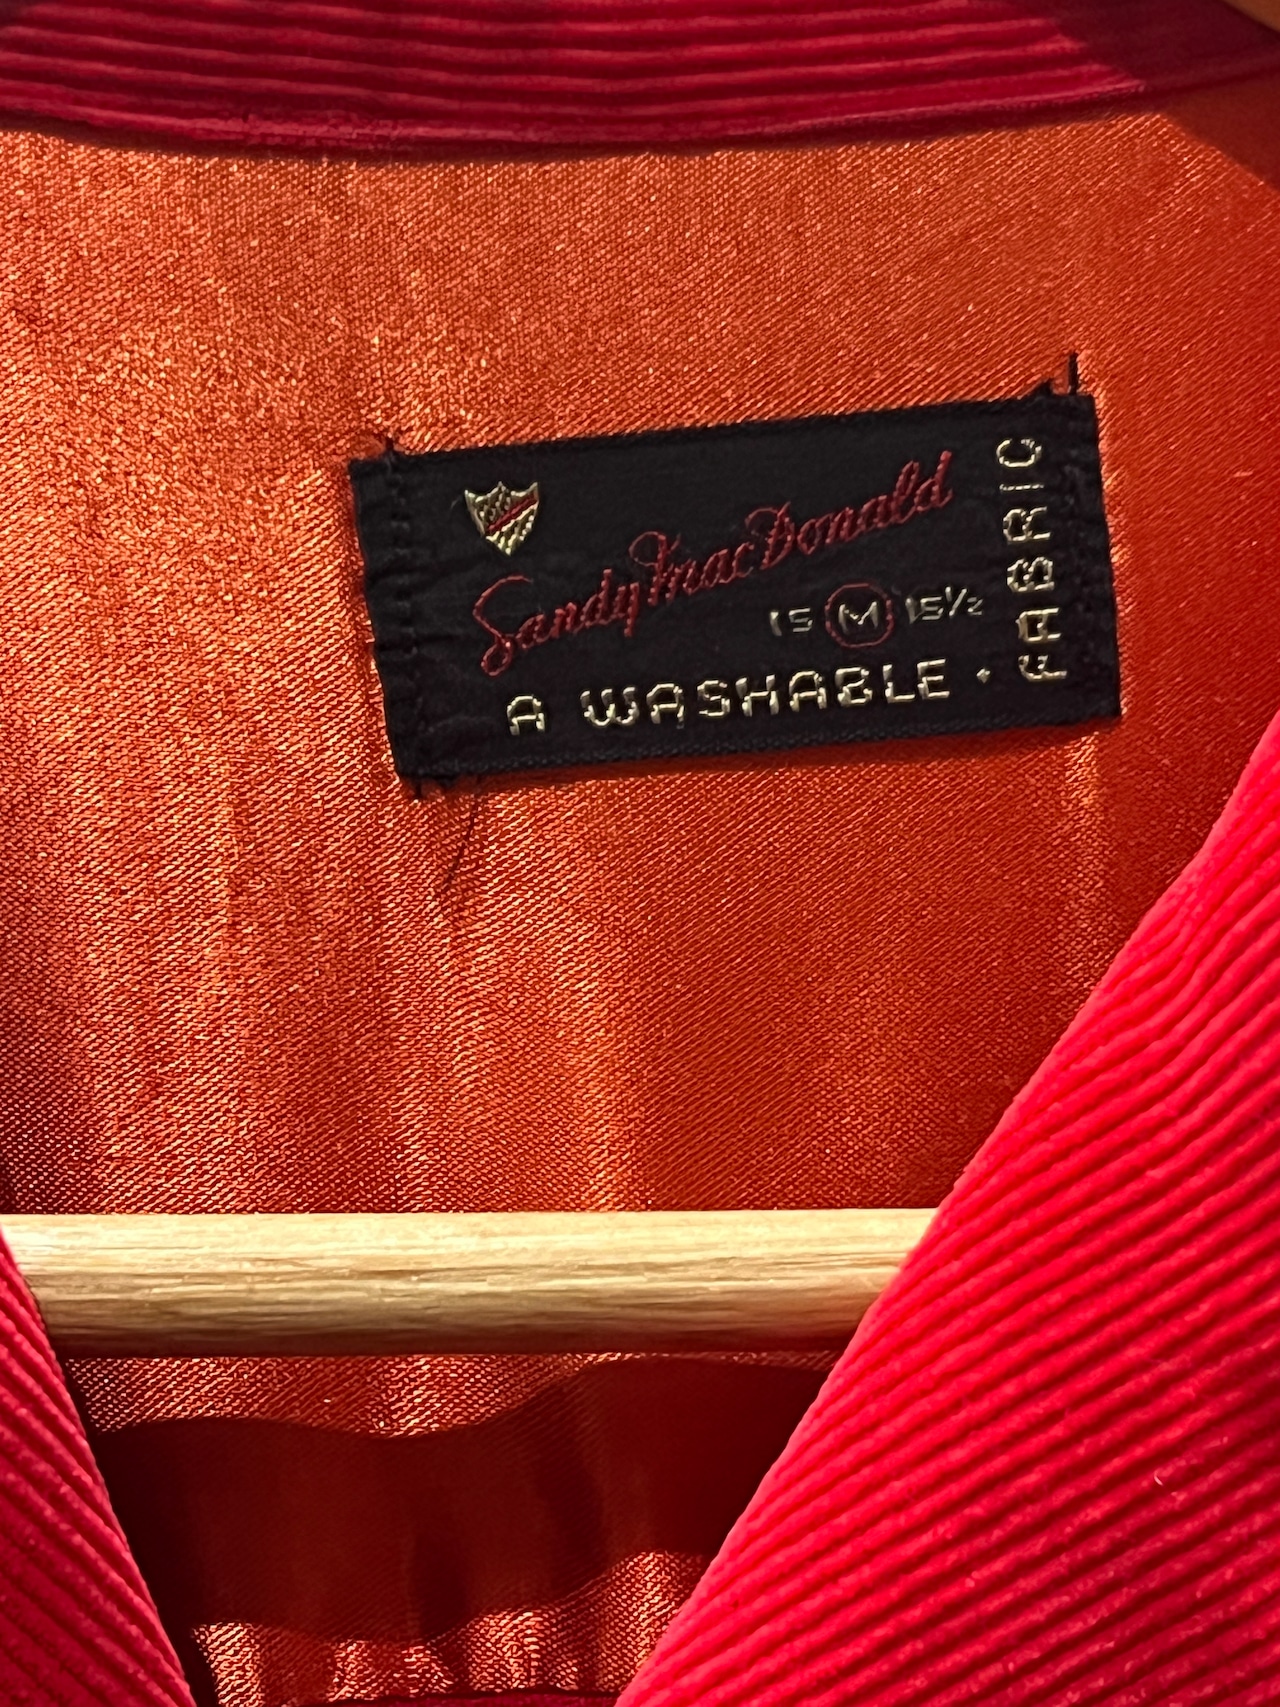 Sandy MacDonald
15 M 15½
A WASHABLE · FABRIC